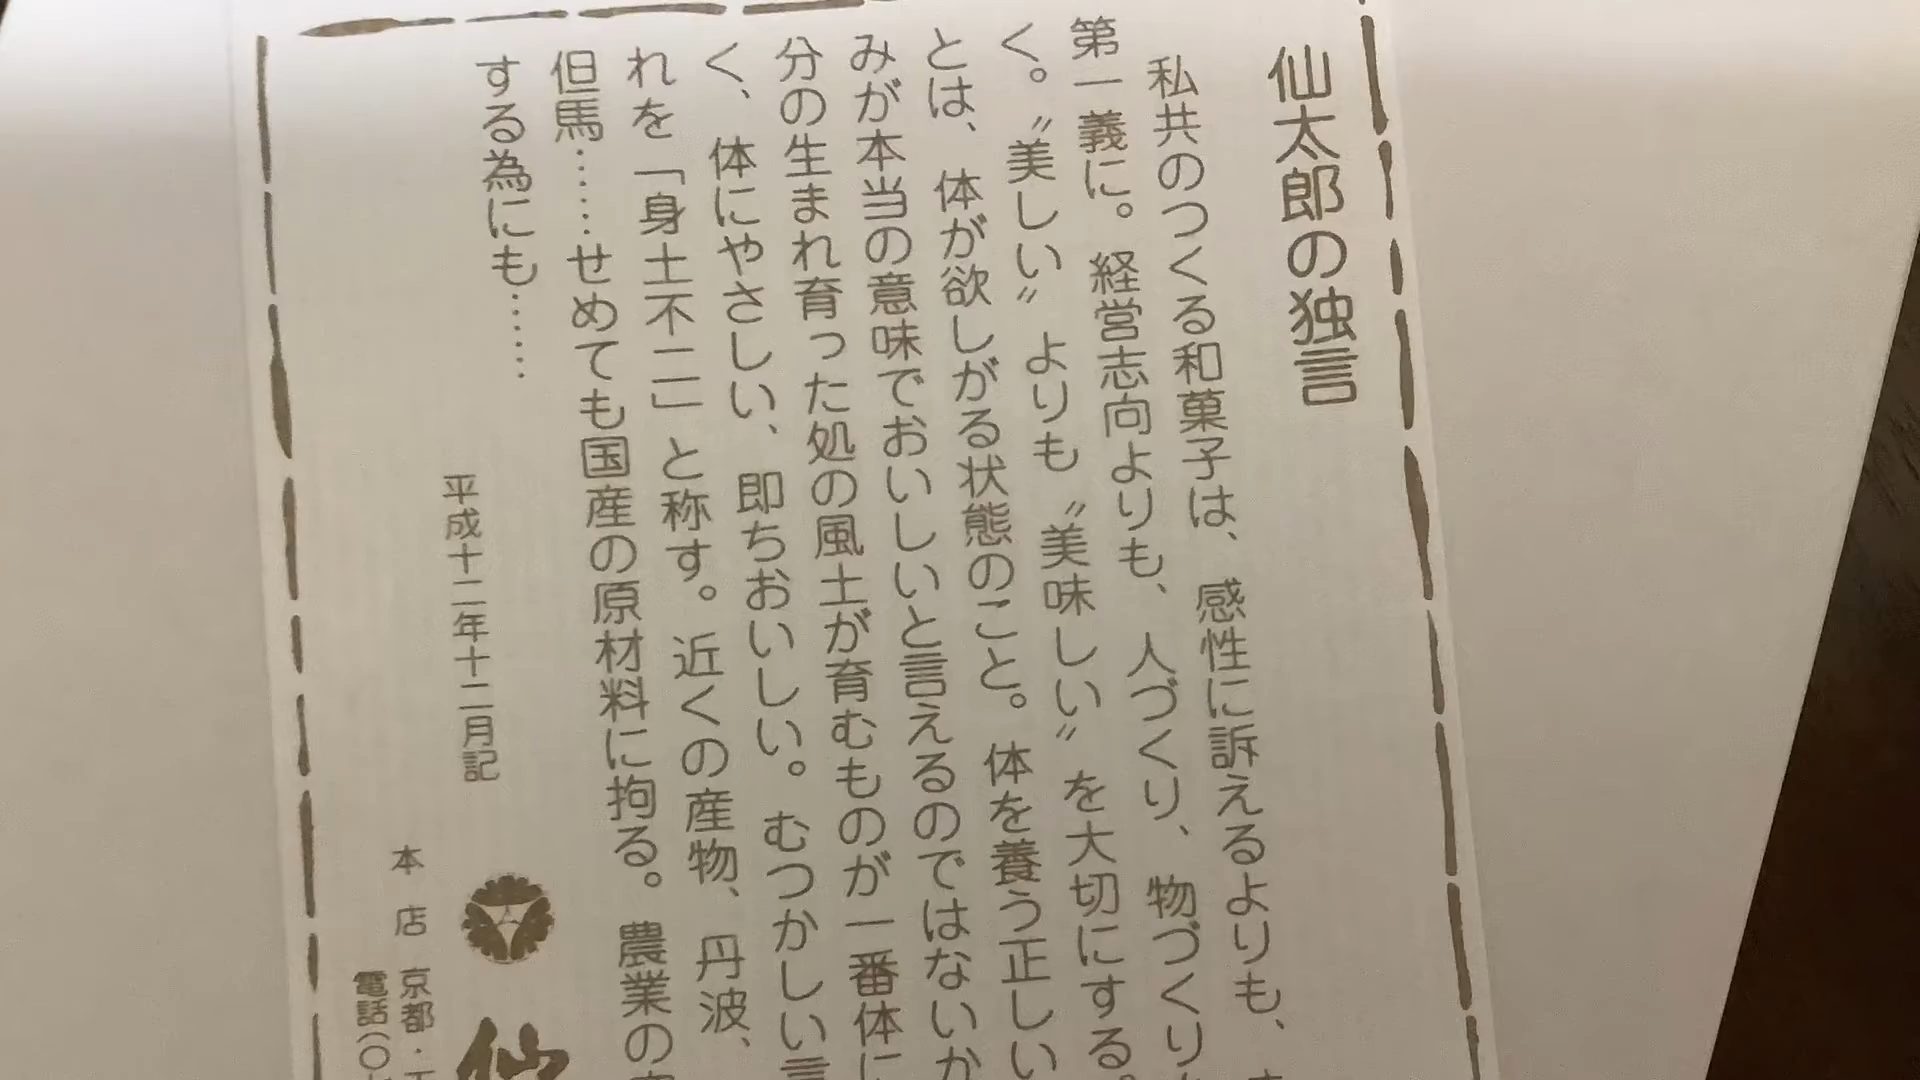 仙太郎の独言
私共のつくる和菓子は、感性に訴えるよりも、
第一義に。経営志向よりも、人づくり、物づくり
く。〝美しい〟よりも〝美味しい〟を大切にする。
とは、体が欲しがる状態のこと。体を養う正しい
みが本当の意味でおいしいと言えるのではないか
分の生まれ育った処の風土が育むものが一番体に
く、体にやさしい、即ちおいしい。むつかしい言
れを「身土不二」と称す。近くの産物、丹波、
但馬……せめても国産の原材料に拘る。農業の
する為にも……
平成十二年十二月記
仙
本店 京都・
電話(〇